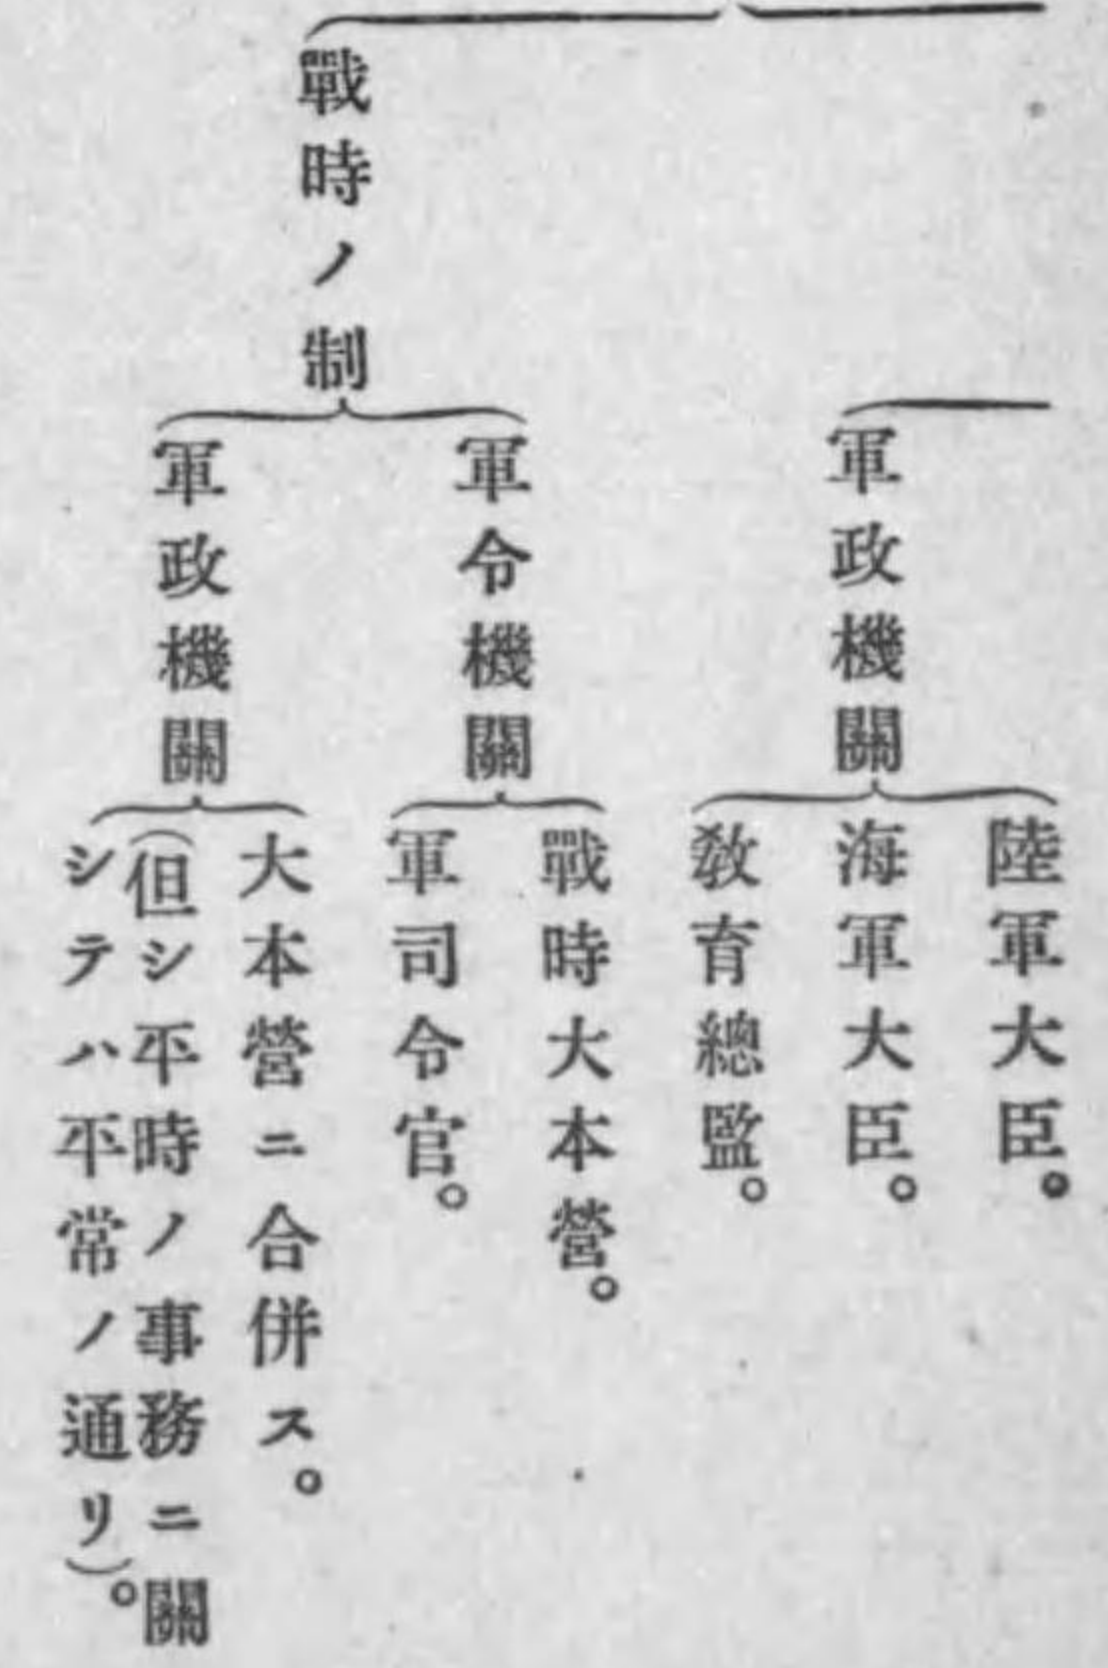 軍政機關
陸軍大臣。
海軍大臣。
敎育總監。
戰時ノ制
軍令機關
戰時大本營。
軍司令官。
軍政機關
大本營ニ合併ス。
(但シ平時ノ事務ニ關
シテハ平常ノ通リ)。